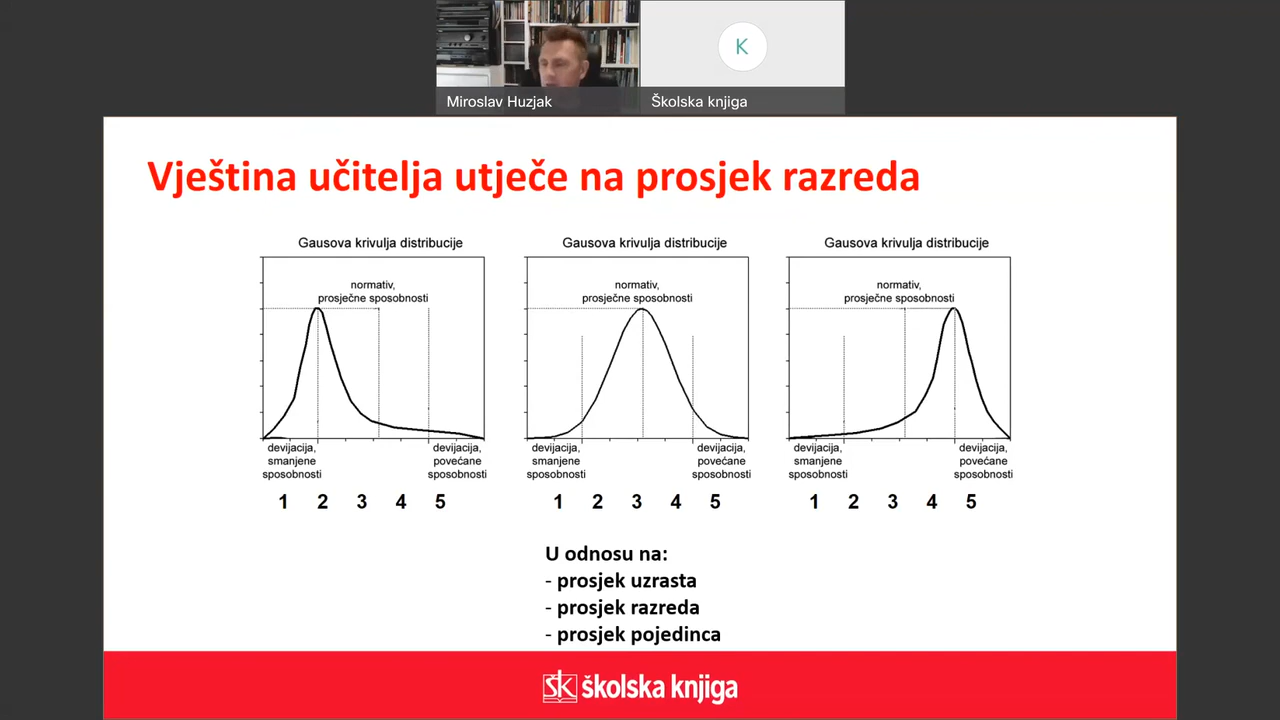 K
Miroslav Huzjak
Školska knjiga
Vještina učitelja utječe na prosjek razreda
Gausova krivulja distribucije
normativ,
prosječne sposobnosti
devijacija,
smanjene
sposobnosti
devijacija,
povećane
sposobnosti
1 2 3 4 5
Gausova krivulja distribucije
normativ,
prosječne sposobnosti
devijacija,
smanjene
sposobnosti
devijacija,
povećane
sposobnosti
1 2 3 4 5
Gausova krivulja distribucije
normativ,
prosječne sposobnosti
devijacija,
smanjene
sposobnosti
devijacija,
povećane
sposobnosti
1 2 3 4 5
U odnosu na:
- prosjek uzrasta
- prosjek razreda
- prosjek pojedinca
šk školska knjiga